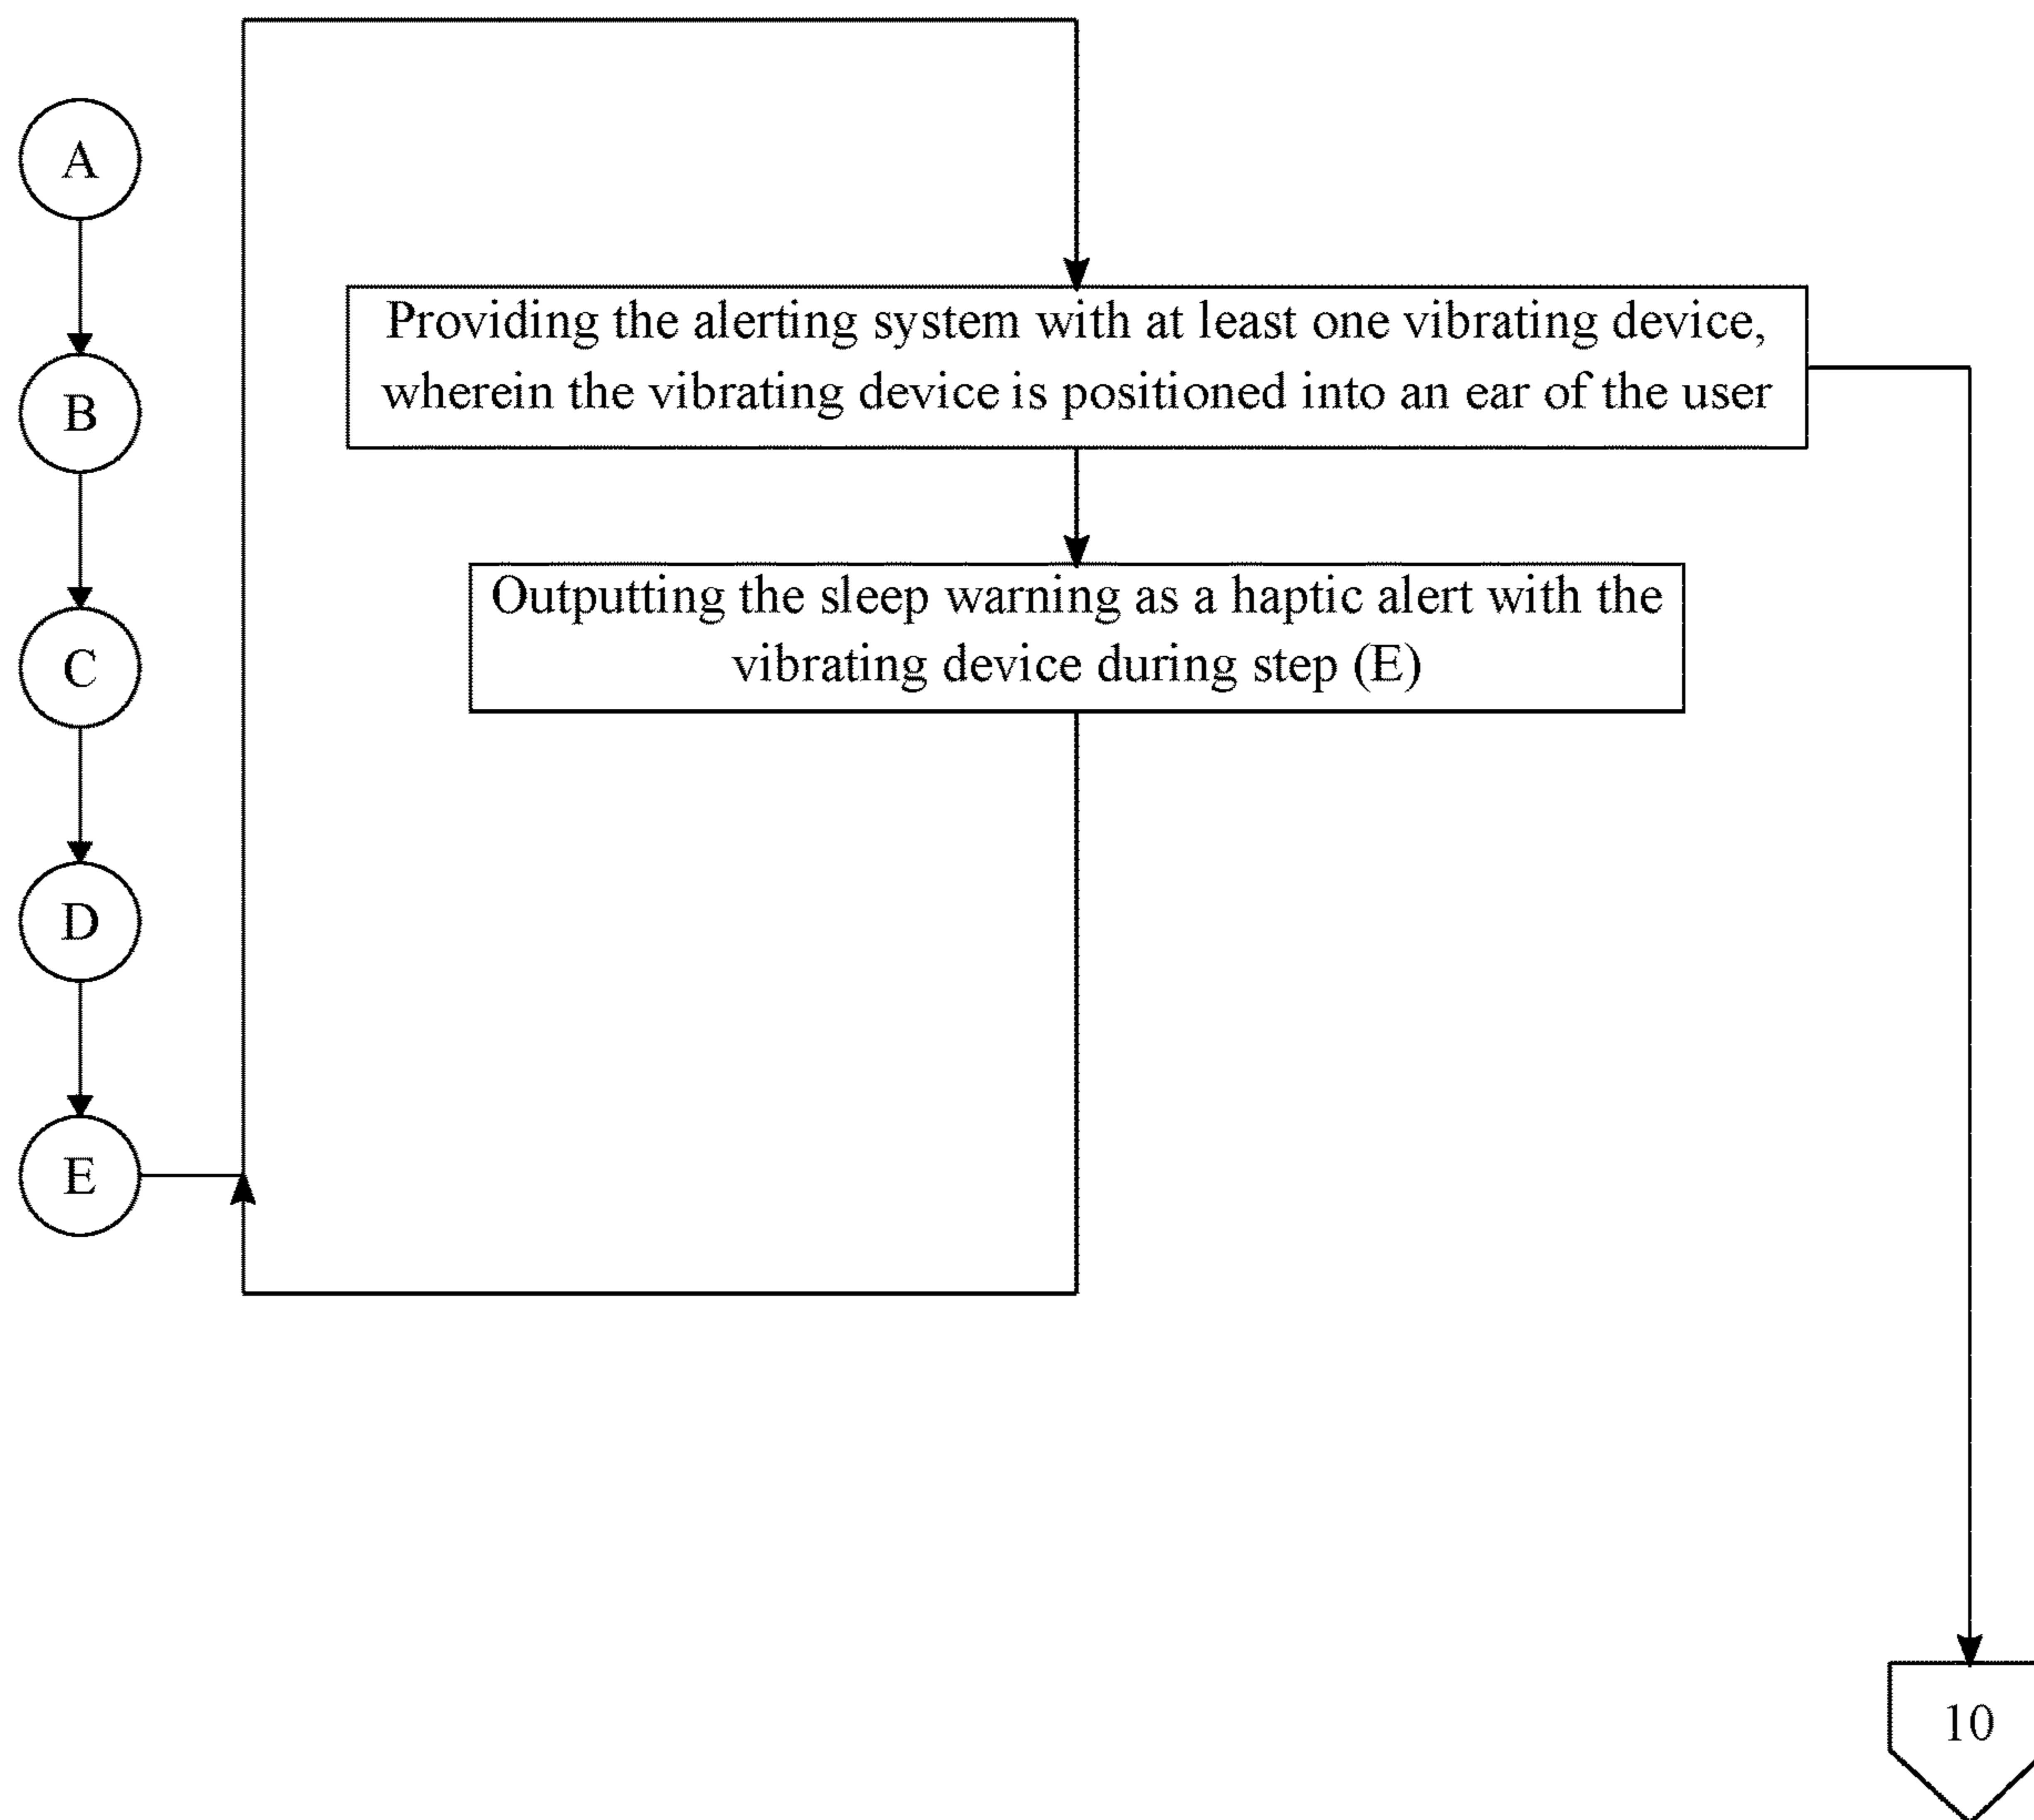 A
B
C
D
E
Providing the alerting system with at least one vibrating device,
wherein the vibrating device is positioned into an ear of the user
Outputting the sleep warning as a haptic alert with the
vibrating device during step (E)
10